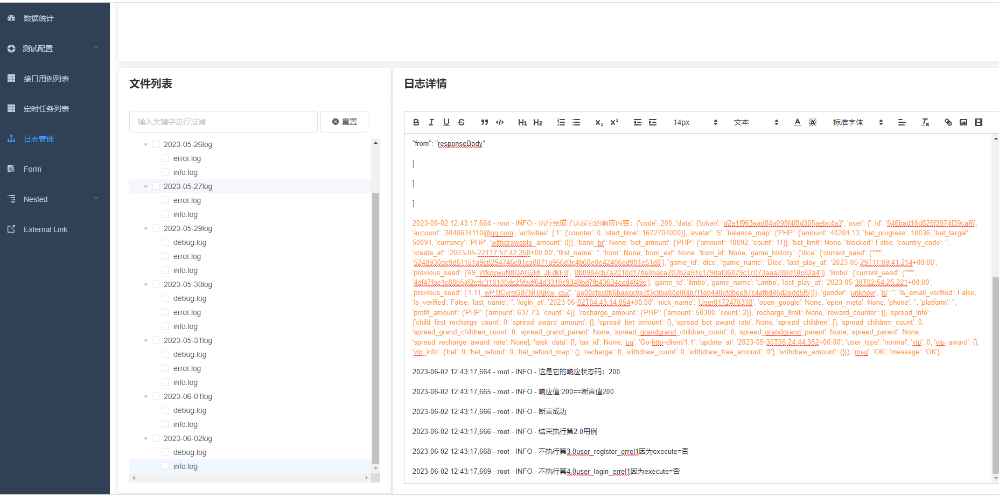 数据统计
测试配置
接口用例列表
定时任务列表
日志管理
Form
Nested
External Link
文件列表
输入关键字进行过滤
重置
2023-05-26log
error.log
info.log
2023-05-27log
error.log
info.log
2023-05-29log
debug.log
error.log
info.log
2023-05-30log
debug.log
error.log
info.log
2023-05-31log
debug.log
error.log
info.log
2023-06-01log
debug.log
info.log
2023-06-02log
debug.log
info.log
日志详情
B I U S H1 H2 x₂ x² 14px 文本 A 标准字体
"from": "responseBody"
}
]
}
2023-06-02 12:43:17,664 - root - INFO - 执行完成了这是它的响应内容：{'code': 200, 'data': {'token': 'd2e1f963ead84a098f4f8d305aebc4a3', 'user': {'_id': '646bad16d825f3974f39caf6',
'account': '3040634110@qq.com', 'activities': {'1': {'counter': 0, 'start_time': 1672704000}}, 'avatar': '5', 'balance_map': {'PHP': {'amount': 40284.13, 'bet_progress': 10036, 'bet_target':
50091, 'currency': 'PHP', 'withdrawable_amount': 0}}, 'bank_br': None, 'bet_amount': {'PHP': {'amount': 10092, 'count': 11}}, 'bet_limit': None, 'blocked': False, 'country_code': '',
'create_at': '2023-05-22T17:57:42.358+00:00', 'first_name': '', 'from': None, 'from_ext': None, 'from_id': None, 'game_history': {'dice': {'current_seed': ['***',
'5248930de9d61151a9c8294746c81ca8071a956d3c4b60e0e42406ed901e51d8'], 'game_id': 'dice', 'game_name': 'Dice', 'last_play_at': '2023-05-29T11:09:41.214+00:00',
'previous_seed': ['69_WkcywuN8QAGyBt_JEdkE0', '8b0984cb7a2010d17be0baca202b2a91c1790af36879c1c073aaa288d10c82a4']}, 'limbo': {'current_seed': ['***',
'4df47fae1c88b5af2cdc310100dc25fadf64d3310c9349bd7fb43634ced4f49c'], 'game_id': 'limbo', 'game_name': 'Limbo', 'last_play_at': '2023-05-30T02:54:25.221+00:00',
'previous_seed': ['1.11_wP1fCvrnGd7NHAjKw_c5Z', 'ae00cfec0b6baecc0e7f3c9ba00e0f4b7f1eb448cfdbee97c4afbd45d2edd5f5']}}, 'gender': 'unknow', 'ip': '', 'is_email_verified': False,
'is_verified': False, 'last_name': '', 'login_at': '2023-06-02T04:43:14.854+00:00', 'nick_name': 'User0172470318', 'open_google': None, 'open_meta': None, 'phone': '', 'platform': '',
'profit_amount': {'PHP': {'amount': 637.73, 'count': 4}}, 'recharge_amount': {'PHP': {'amount': 50300, 'count': 2}}, 'recharge_limit': None, 'reward_counter': [], 'spread_info':
{'child_first_recharge_count': 0, 'spread_award_amount': {}, 'spread_bet_amount': {}, 'spread_bet_award_rate': None, 'spread_children': [], 'spread_children_count': 0,
'spread_grand_children_count': 0, 'spread_grand_parent': None, 'spread_grandgrand_children_count': 0, 'spread_grandgrand_parent': None, 'spread_parent': None,
'spread_recharge_award_rate': None}, 'task_data': [], 'tax_id': None, 'ua': 'Go-http-client/1.1', 'update_at': '2023-05-30T06:24:44.352+00:00', 'user_type': 'normal', 'vip': 0, 'vip_award': {},
'vip_info': {'bet': 0, 'bet_refund': 0, 'bet_refund_map': {}, 'recharge': 0, 'withdraw_count': 0, 'withdraw_free_amount': '0'}, 'withdraw_amount': {}}}, 'msg': 'OK', 'message': 'OK'}
2023-06-02 12:43:17,664 - root - INFO - 这是它的响应状态码：200
2023-06-02 12:43:17,665 - root - INFO - 响应值:200==断言值200
2023-06-02 12:43:17,666 - root - INFO - 断言成功
2023-06-02 12:43:17,666 - root - INFO - 结束执行第2.0用例
2023-06-02 12:43:17,668 - root - INFO - 不执行第3.0user_register_errel1因为execute=否
2023-06-02 12:43:17,669 - root - INFO - 不执行第4.0user_login_errel1因为execute=否